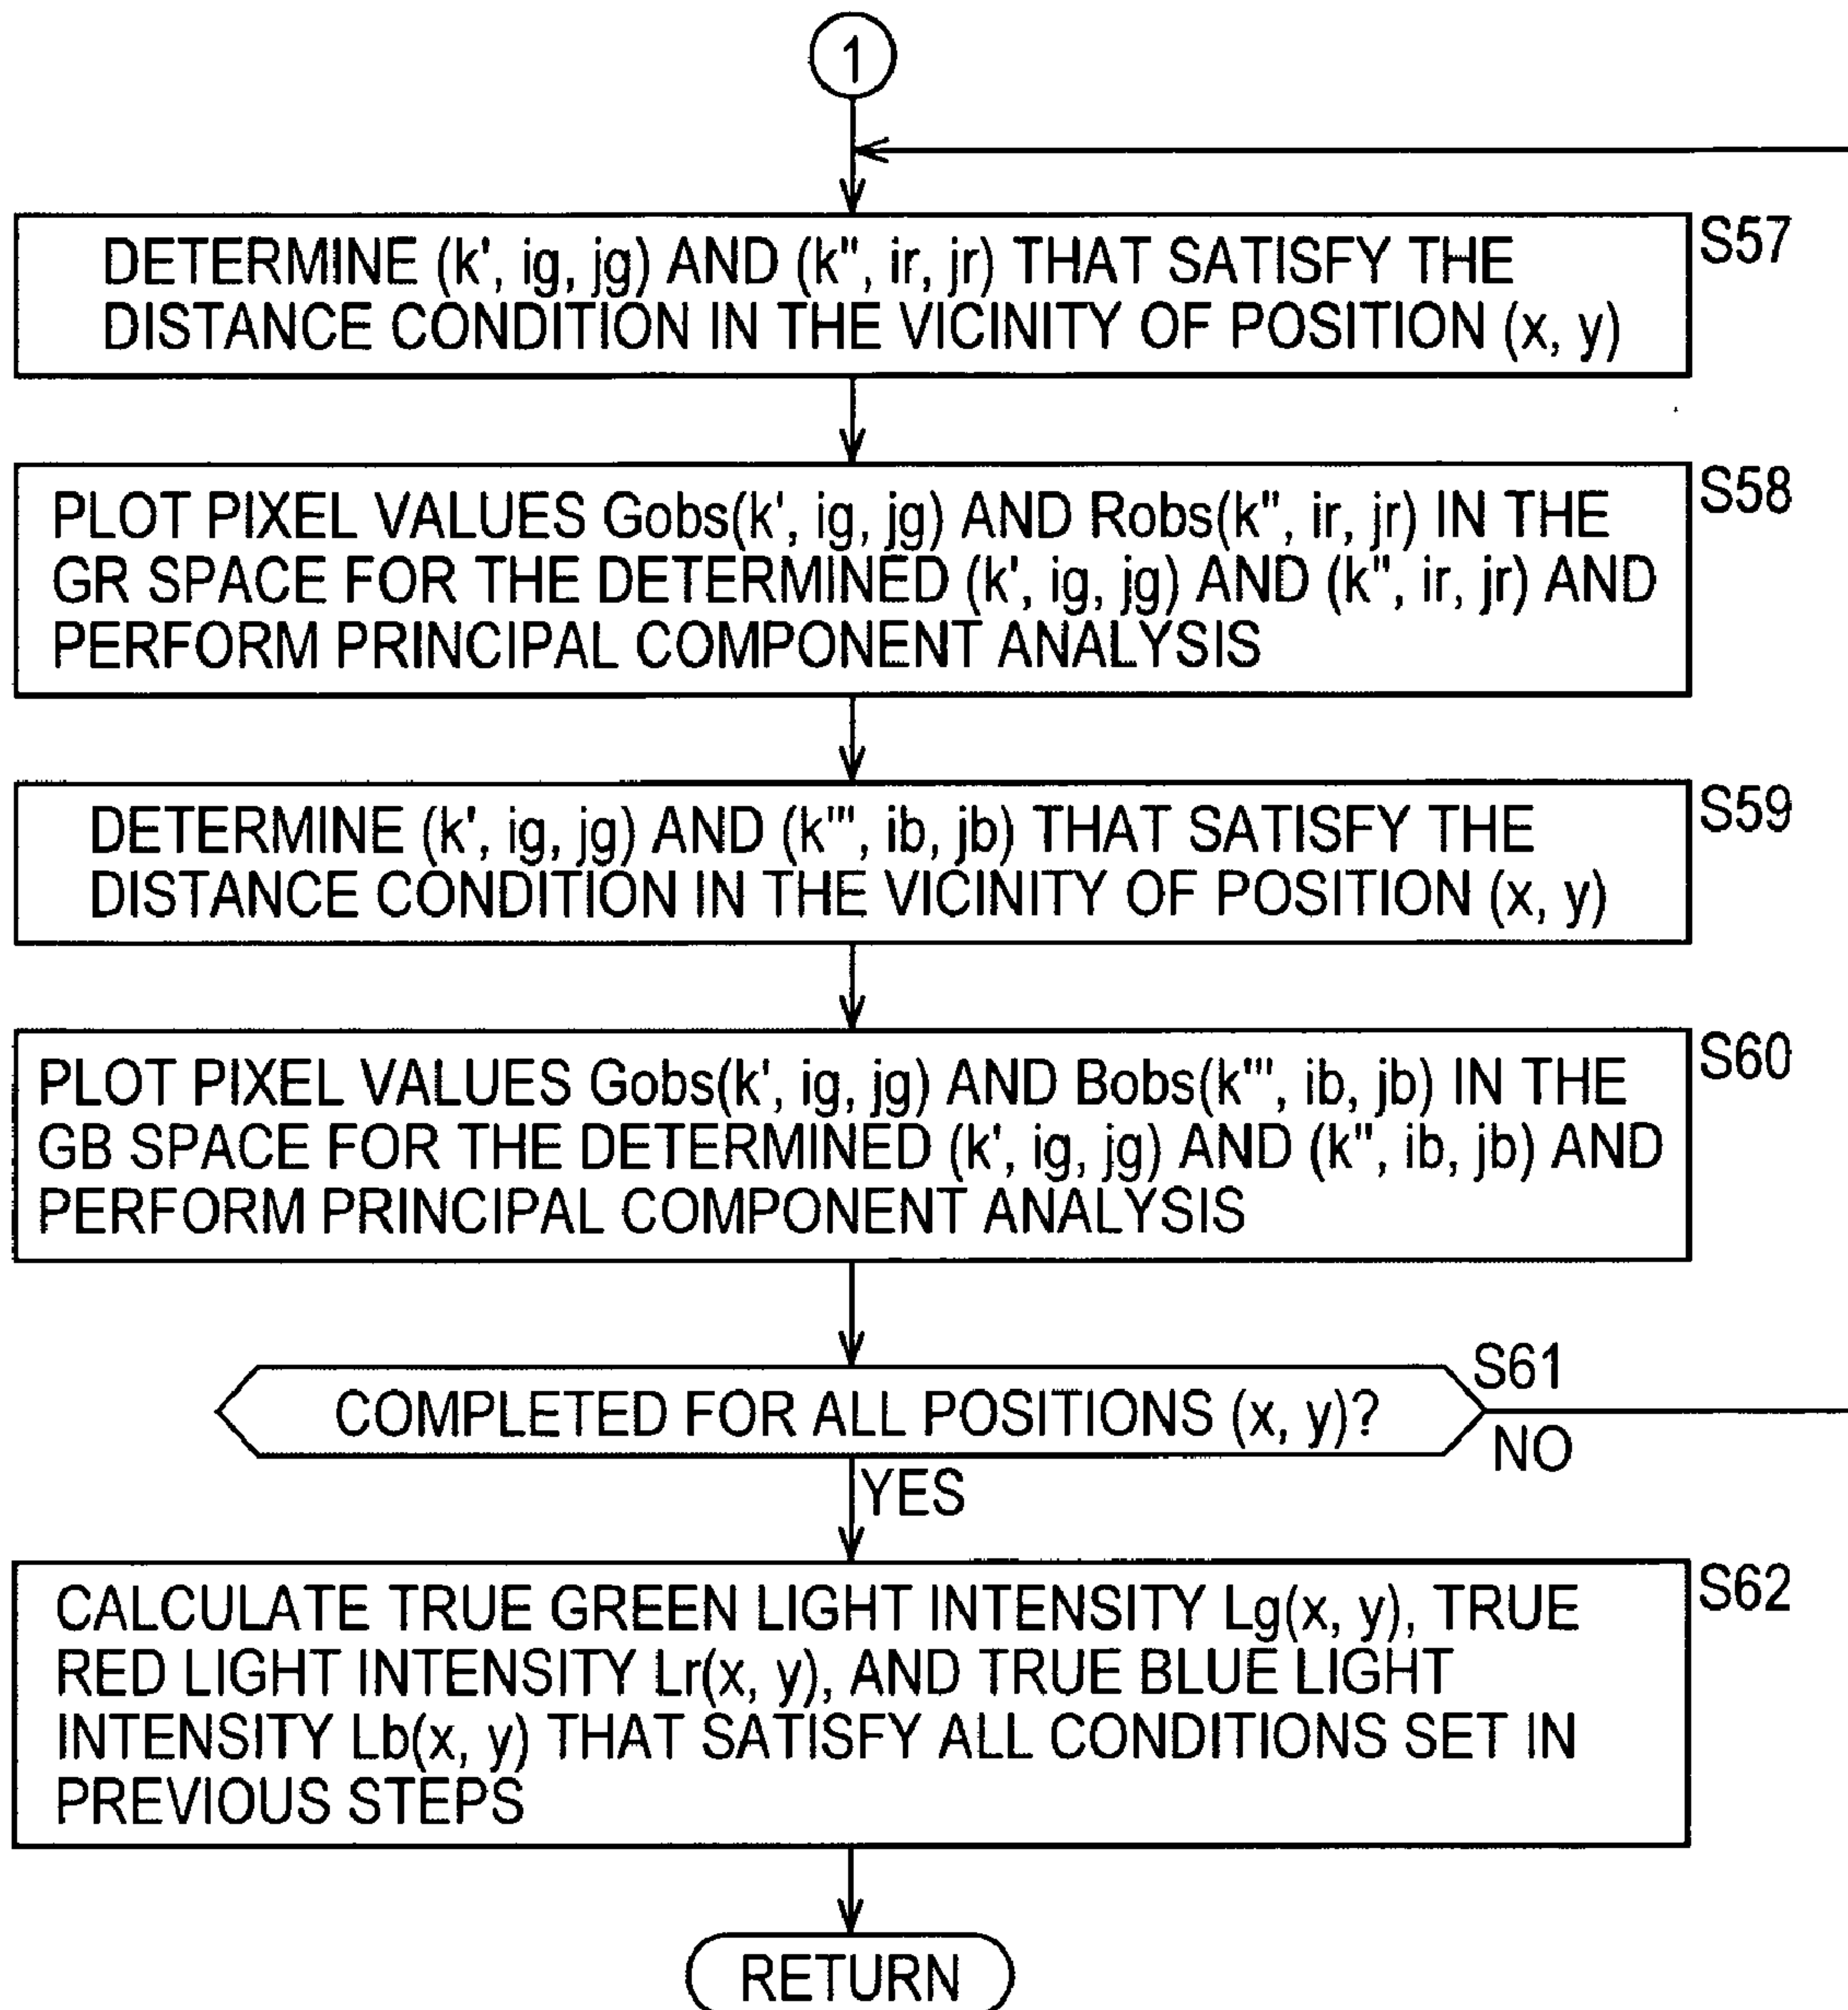 1
S57
DETERMINE (k', ig, jg) AND (k", ir, jr) THAT SATISFY THE
DISTANCE CONDITION IN THE VICINITY OF POSITION (x, y)
S58
PLOT PIXEL VALUES Gobs(k', ig, jg) AND Robs(k", ir, jr) IN THE
GR SPACE FOR THE DETERMINED (k', ig, jg) AND (k", ir, jr) AND
PERFORM PRINCIPAL COMPONENT ANALYSIS
S59
DETERMINE (k', ig, jg) AND (k"', ib, jb) THAT SATISFY THE
DISTANCE CONDITION IN THE VICINITY OF POSITION (x, y)
S60
PLOT PIXEL VALUES Gobs(k', ig, jg) AND Bobs(k"', ib, jb) IN THE
GB SPACE FOR THE DETERMINED (k', ig, jg) AND (k", ib, jb) AND
PERFORM PRINCIPAL COMPONENT ANALYSIS
S61
COMPLETED FOR ALL POSITIONS (x, y)?
NO
YES
S62
CALCULATE TRUE GREEN LIGHT INTENSITY Lg(x, y), TRUE
RED LIGHT INTENSITY Lr(x, y), AND TRUE BLUE LIGHT
INTENSITY Lb(x, y) THAT SATISFY ALL CONDITIONS SET IN
PREVIOUS STEPS
RETURN